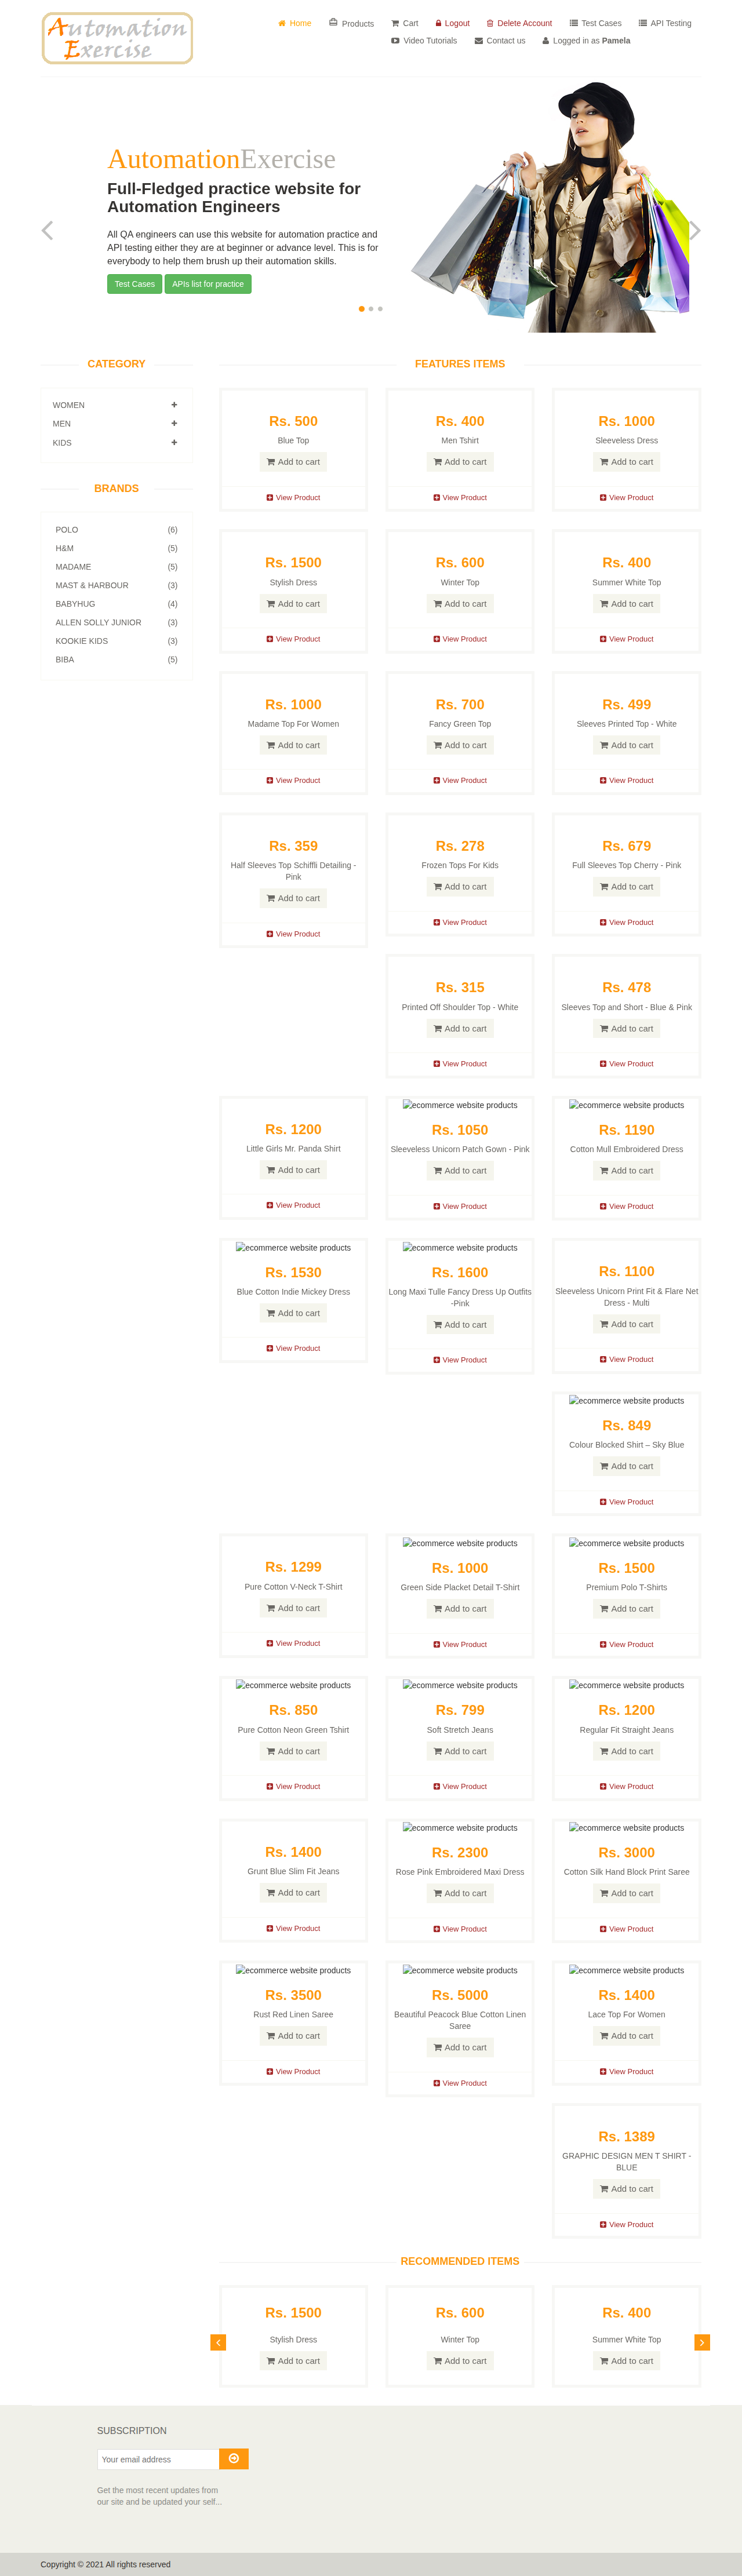 Automation
Exercise
Home
Products
Cart
Logout
Delete Account
Test Cases
API Testing
Video Tutorials
Contact us
Logged in as Pamela
AutomationExercise
Full-Fledged practice website for
Automation Engineers
All QA engineers can use this website for automation practice and
API testing either they are at beginner or advance level. This is for
everybody to help them brush up their automation skills.
Test Cases
APIs list for practice
CATEGORY
WOMEN
MEN
KIDS
BRANDS
POLO (6)
H&M (5)
MADAME (5)
MAST & HARBOUR (3)
BABYHUG (4)
ALLEN SOLLY JUNIOR (3)
KOOKIE KIDS (3)
BIBA (5)
FEATURES ITEMS
Rs. 500
Blue Top
Add to cart
View Product
Rs. 400
Men Tshirt
Add to cart
View Product
Rs. 1000
Sleeveless Dress
Add to cart
View Product
Rs. 1500
Stylish Dress
Add to cart
View Product
Rs. 600
Winter Top
Add to cart
View Product
Rs. 400
Summer White Top
Add to cart
View Product
Rs. 1000
Madame Top For Women
Add to cart
View Product
Rs. 700
Fancy Green Top
Add to cart
View Product
Rs. 499
Sleeves Printed Top - White
Add to cart
View Product
Rs. 359
Half Sleeves Top Schiffli Detailing -
Pink
Add to cart
View Product
Rs. 278
Frozen Tops For Kids
Add to cart
View Product
Rs. 679
Full Sleeves Top Cherry - Pink
Add to cart
View Product
Rs. 315
Printed Off Shoulder Top - White
Add to cart
View Product
Rs. 478
Sleeves Top and Short - Blue & Pink
Add to cart
View Product
Rs. 1200
Little Girls Mr. Panda Shirt
Add to cart
View Product
ecommerce website products
Rs. 1050
Sleeveless Unicorn Patch Gown - Pink
Add to cart
View Product
ecommerce website products
Rs. 1190
Cotton Mull Embroidered Dress
Add to cart
View Product
ecommerce website products
Rs. 1530
Blue Cotton Indie Mickey Dress
Add to cart
View Product
ecommerce website products
Rs. 1600
Long Maxi Tulle Fancy Dress Up Outfits
-Pink
Add to cart
View Product
Rs. 1100
Sleeveless Unicorn Print Fit & Flare Net
Dress - Multi
Add to cart
View Product
ecommerce website products
Rs. 849
Colour Blocked Shirt – Sky Blue
Add to cart
View Product
Rs. 1299
Pure Cotton V-Neck T-Shirt
Add to cart
View Product
ecommerce website products
Rs. 1000
Green Side Placket Detail T-Shirt
Add to cart
View Product
ecommerce website products
Rs. 1500
Premium Polo T-Shirts
Add to cart
View Product
ecommerce website products
Rs. 850
Pure Cotton Neon Green Tshirt
Add to cart
View Product
ecommerce website products
Rs. 799
Soft Stretch Jeans
Add to cart
View Product
ecommerce website products
Rs. 1200
Regular Fit Straight Jeans
Add to cart
View Product
Rs. 1400
Grunt Blue Slim Fit Jeans
Add to cart
View Product
ecommerce website products
Rs. 2300
Rose Pink Embroidered Maxi Dress
Add to cart
View Product
ecommerce website products
Rs. 3000
Cotton Silk Hand Block Print Saree
Add to cart
View Product
ecommerce website products
Rs. 3500
Rust Red Linen Saree
Add to cart
View Product
ecommerce website products
Rs. 5000
Beautiful Peacock Blue Cotton Linen
Saree
Add to cart
View Product
ecommerce website products
Rs. 1400
Lace Top For Women
Add to cart
View Product
Rs. 1389
GRAPHIC DESIGN MEN T SHIRT -
BLUE
Add to cart
View Product
RECOMMENDED ITEMS
Rs. 1500
Stylish Dress
Add to cart
Rs. 600
Winter Top
Add to cart
Rs. 400
Summer White Top
Add to cart
SUBSCRIPTION
Your email address
Get the most recent updates from
our site and be updated your self...
Copyright © 2021 All rights reserved